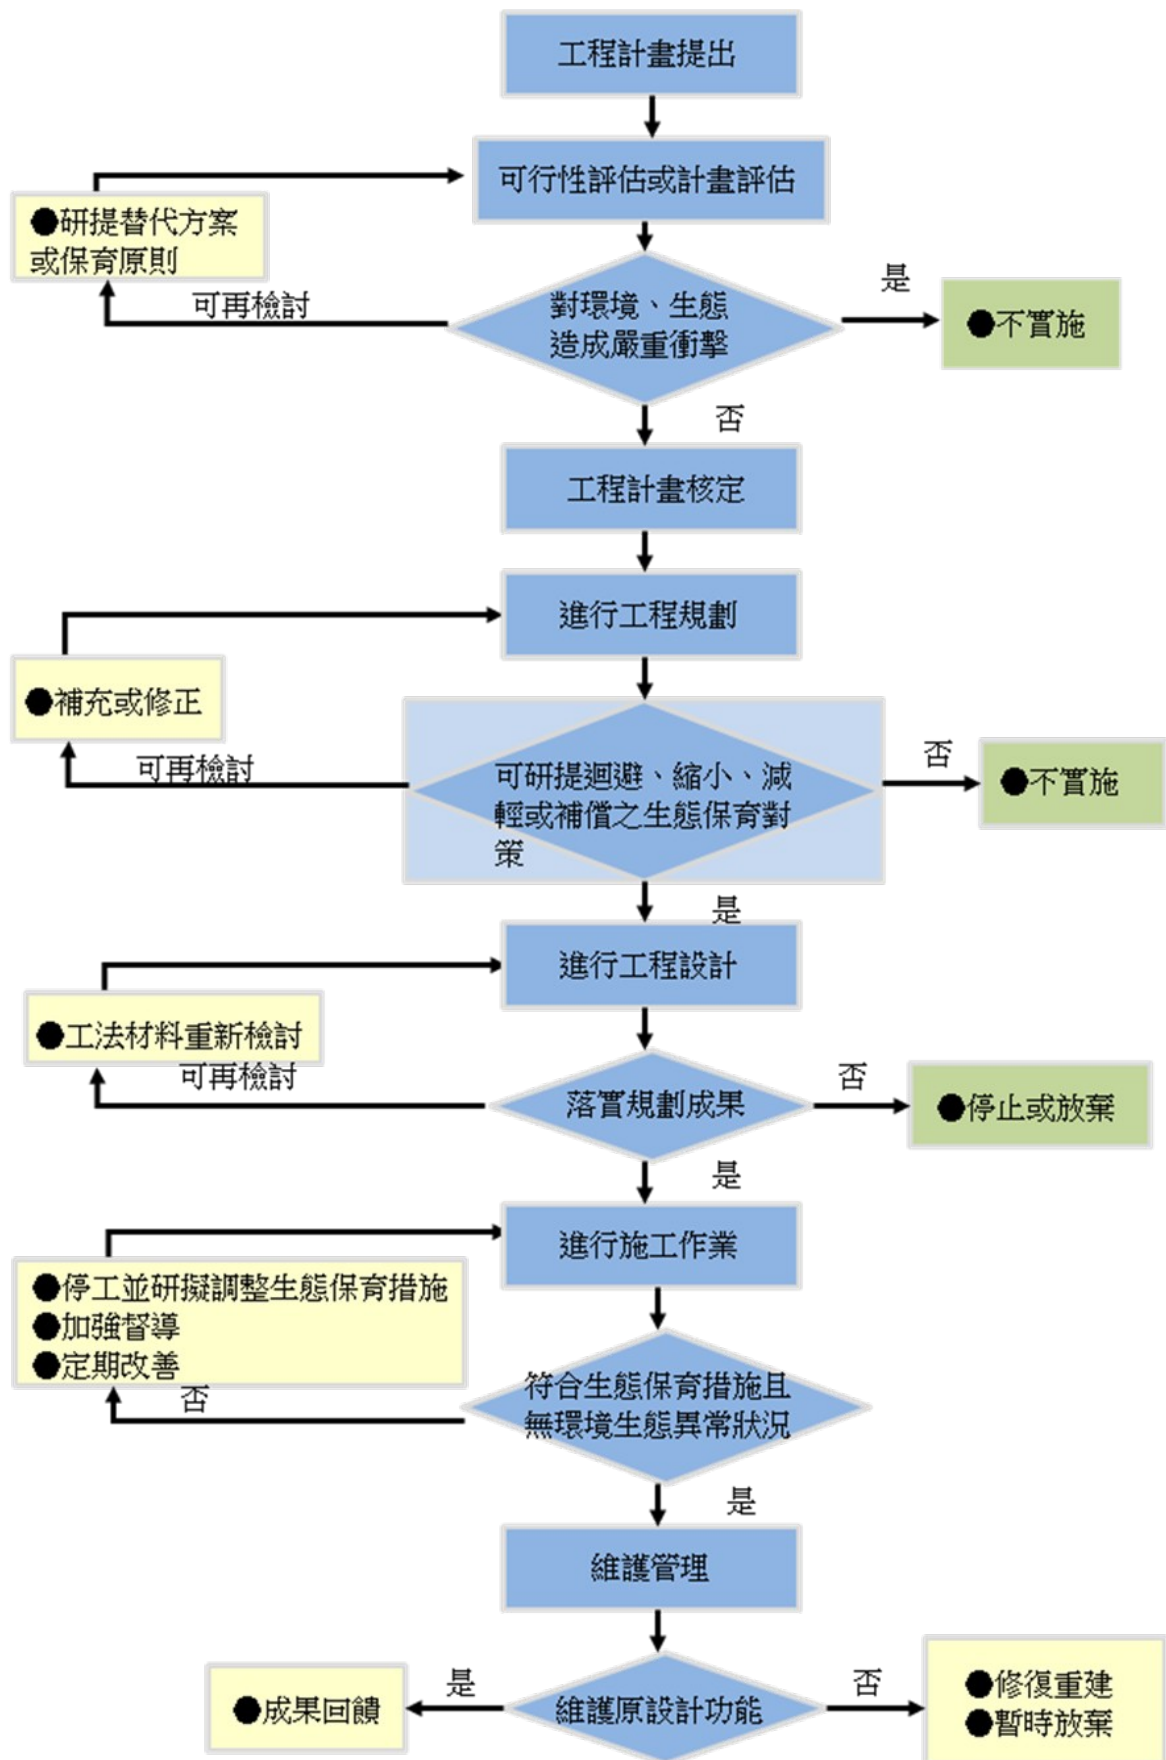 工程計畫提出
可行性評估或計畫評估
●研提替代方案
或保育原則
可再檢討
對環境、生態
造成嚴重衝擊
是
●不實施
否
工程計畫核定
進行工程規劃
●補充或修正
可再檢討
可研提迴避、縮小、減
輕或補償之生態保育對
策
否
●不實施
是
進行工程設計
●工法材料重新檢討
可再檢討
落實規劃成果
否
●停止或放棄
是
進行施工作業
●停工並研擬調整生態保育措施
●加強督導
●定期改善
否
符合生態保育措施且
無環境生態異常狀況
是
維護管理
●成果回饋
是
維護原設計功能
否
●修復重建
●暫時放棄